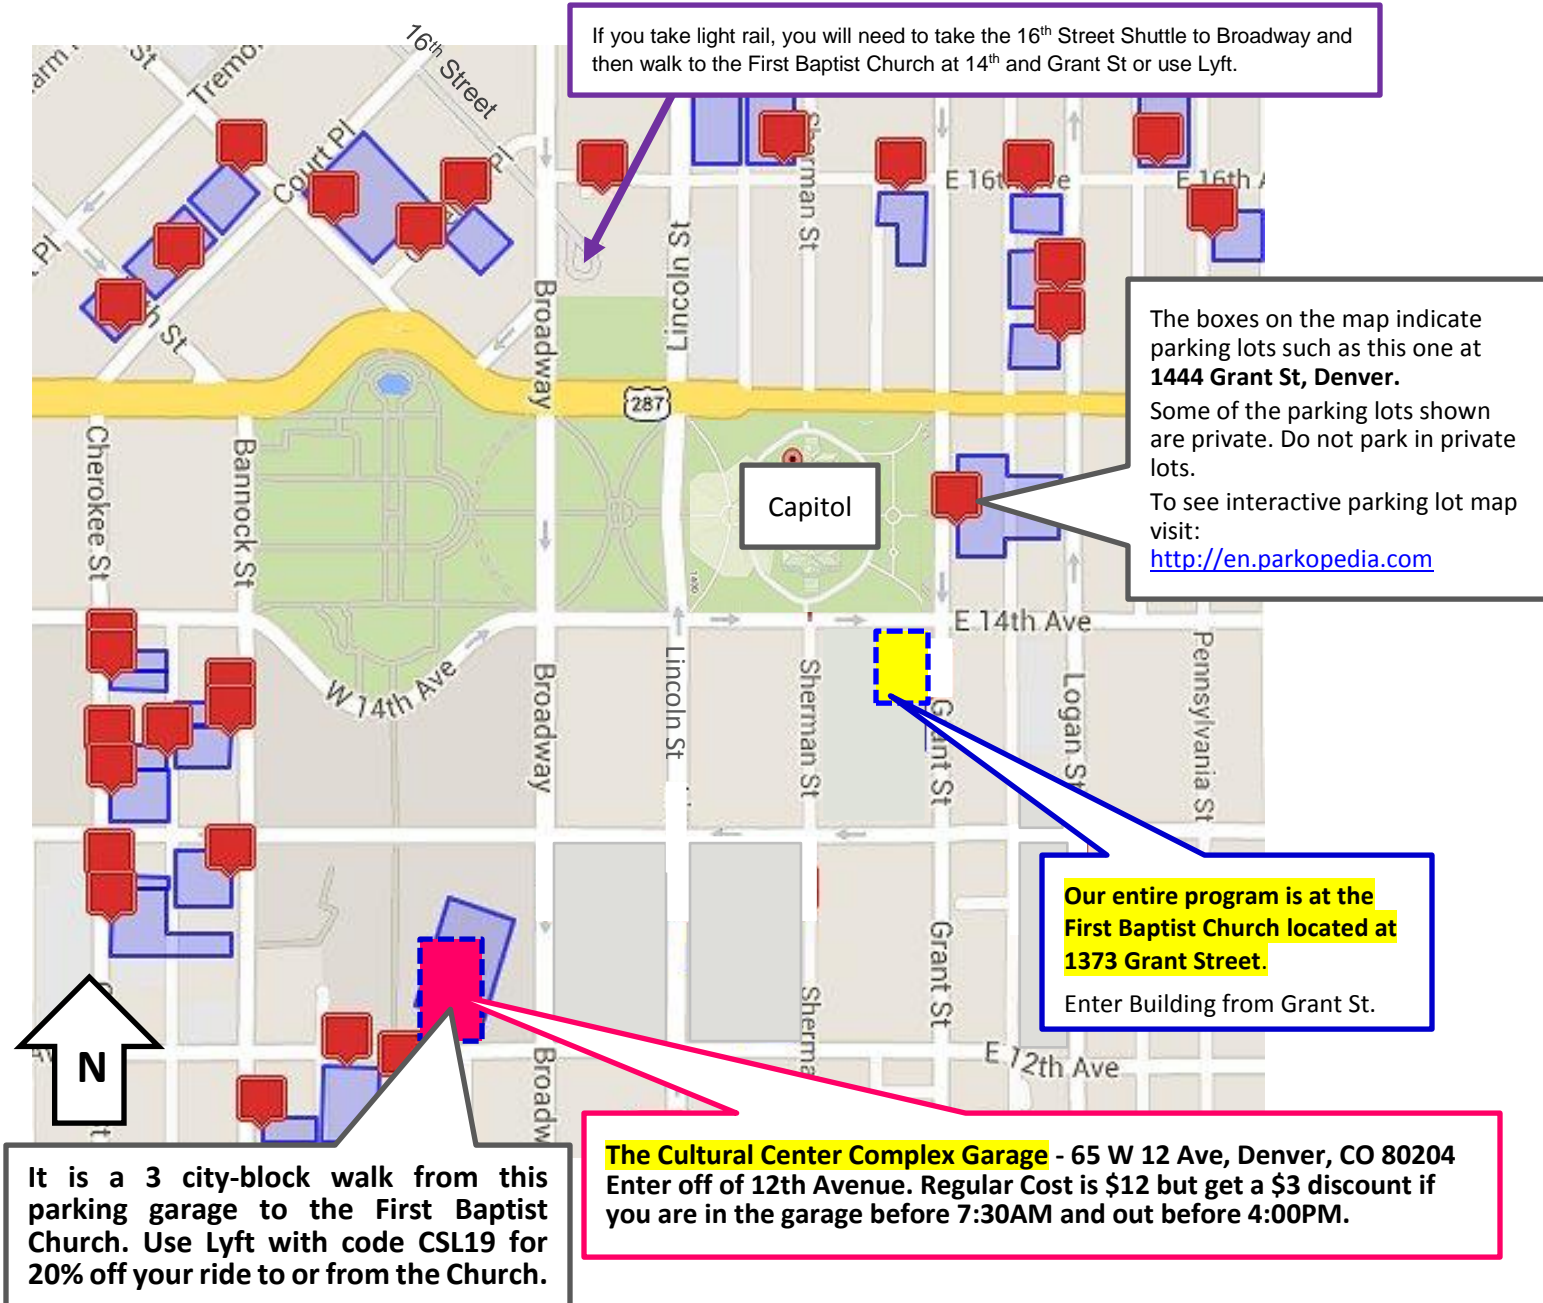 If you take light rail, you will need to take the 16th Street Shuttle to Broadway and
then walk to the First Baptist Church at 14th and Grant St or use Lyft.
16th Street
St
Court Pl
Pl
Pl
E 16th Ave
Sherman St
Lincoln St
Broadway
287
The boxes on the map indicate
parking lots such as this one at
1444 Grant St, Denver.
Some of the parking lots shown
are private. Do not park in private
lots.
To see interactive parking lot map
visit:
http://en.parkopedia.com
Capitol
Cherokee St
Bannock St
1400
E 14th Ave
W 14th Ave
Broadway
Lincoln St
Sherman St
Grant St
Logan St
Pennsylvania St
Our entire program is at the
First Baptist Church located at
1373 Grant Street.
Enter Building from Grant St.
Grant St
E 12th Ave
N
It is a 3 city-block walk from this
parking garage to the First Baptist
Church. Use Lyft with code CSL19 for
20% off your ride to or from the Church.
The Cultural Center Complex Garage - 65 W 12 Ave, Denver, CO 80204
Enter off of 12th Avenue. Regular Cost is $12 but get a $3 discount if
you are in the garage before 7:30AM and out before 4:00PM.